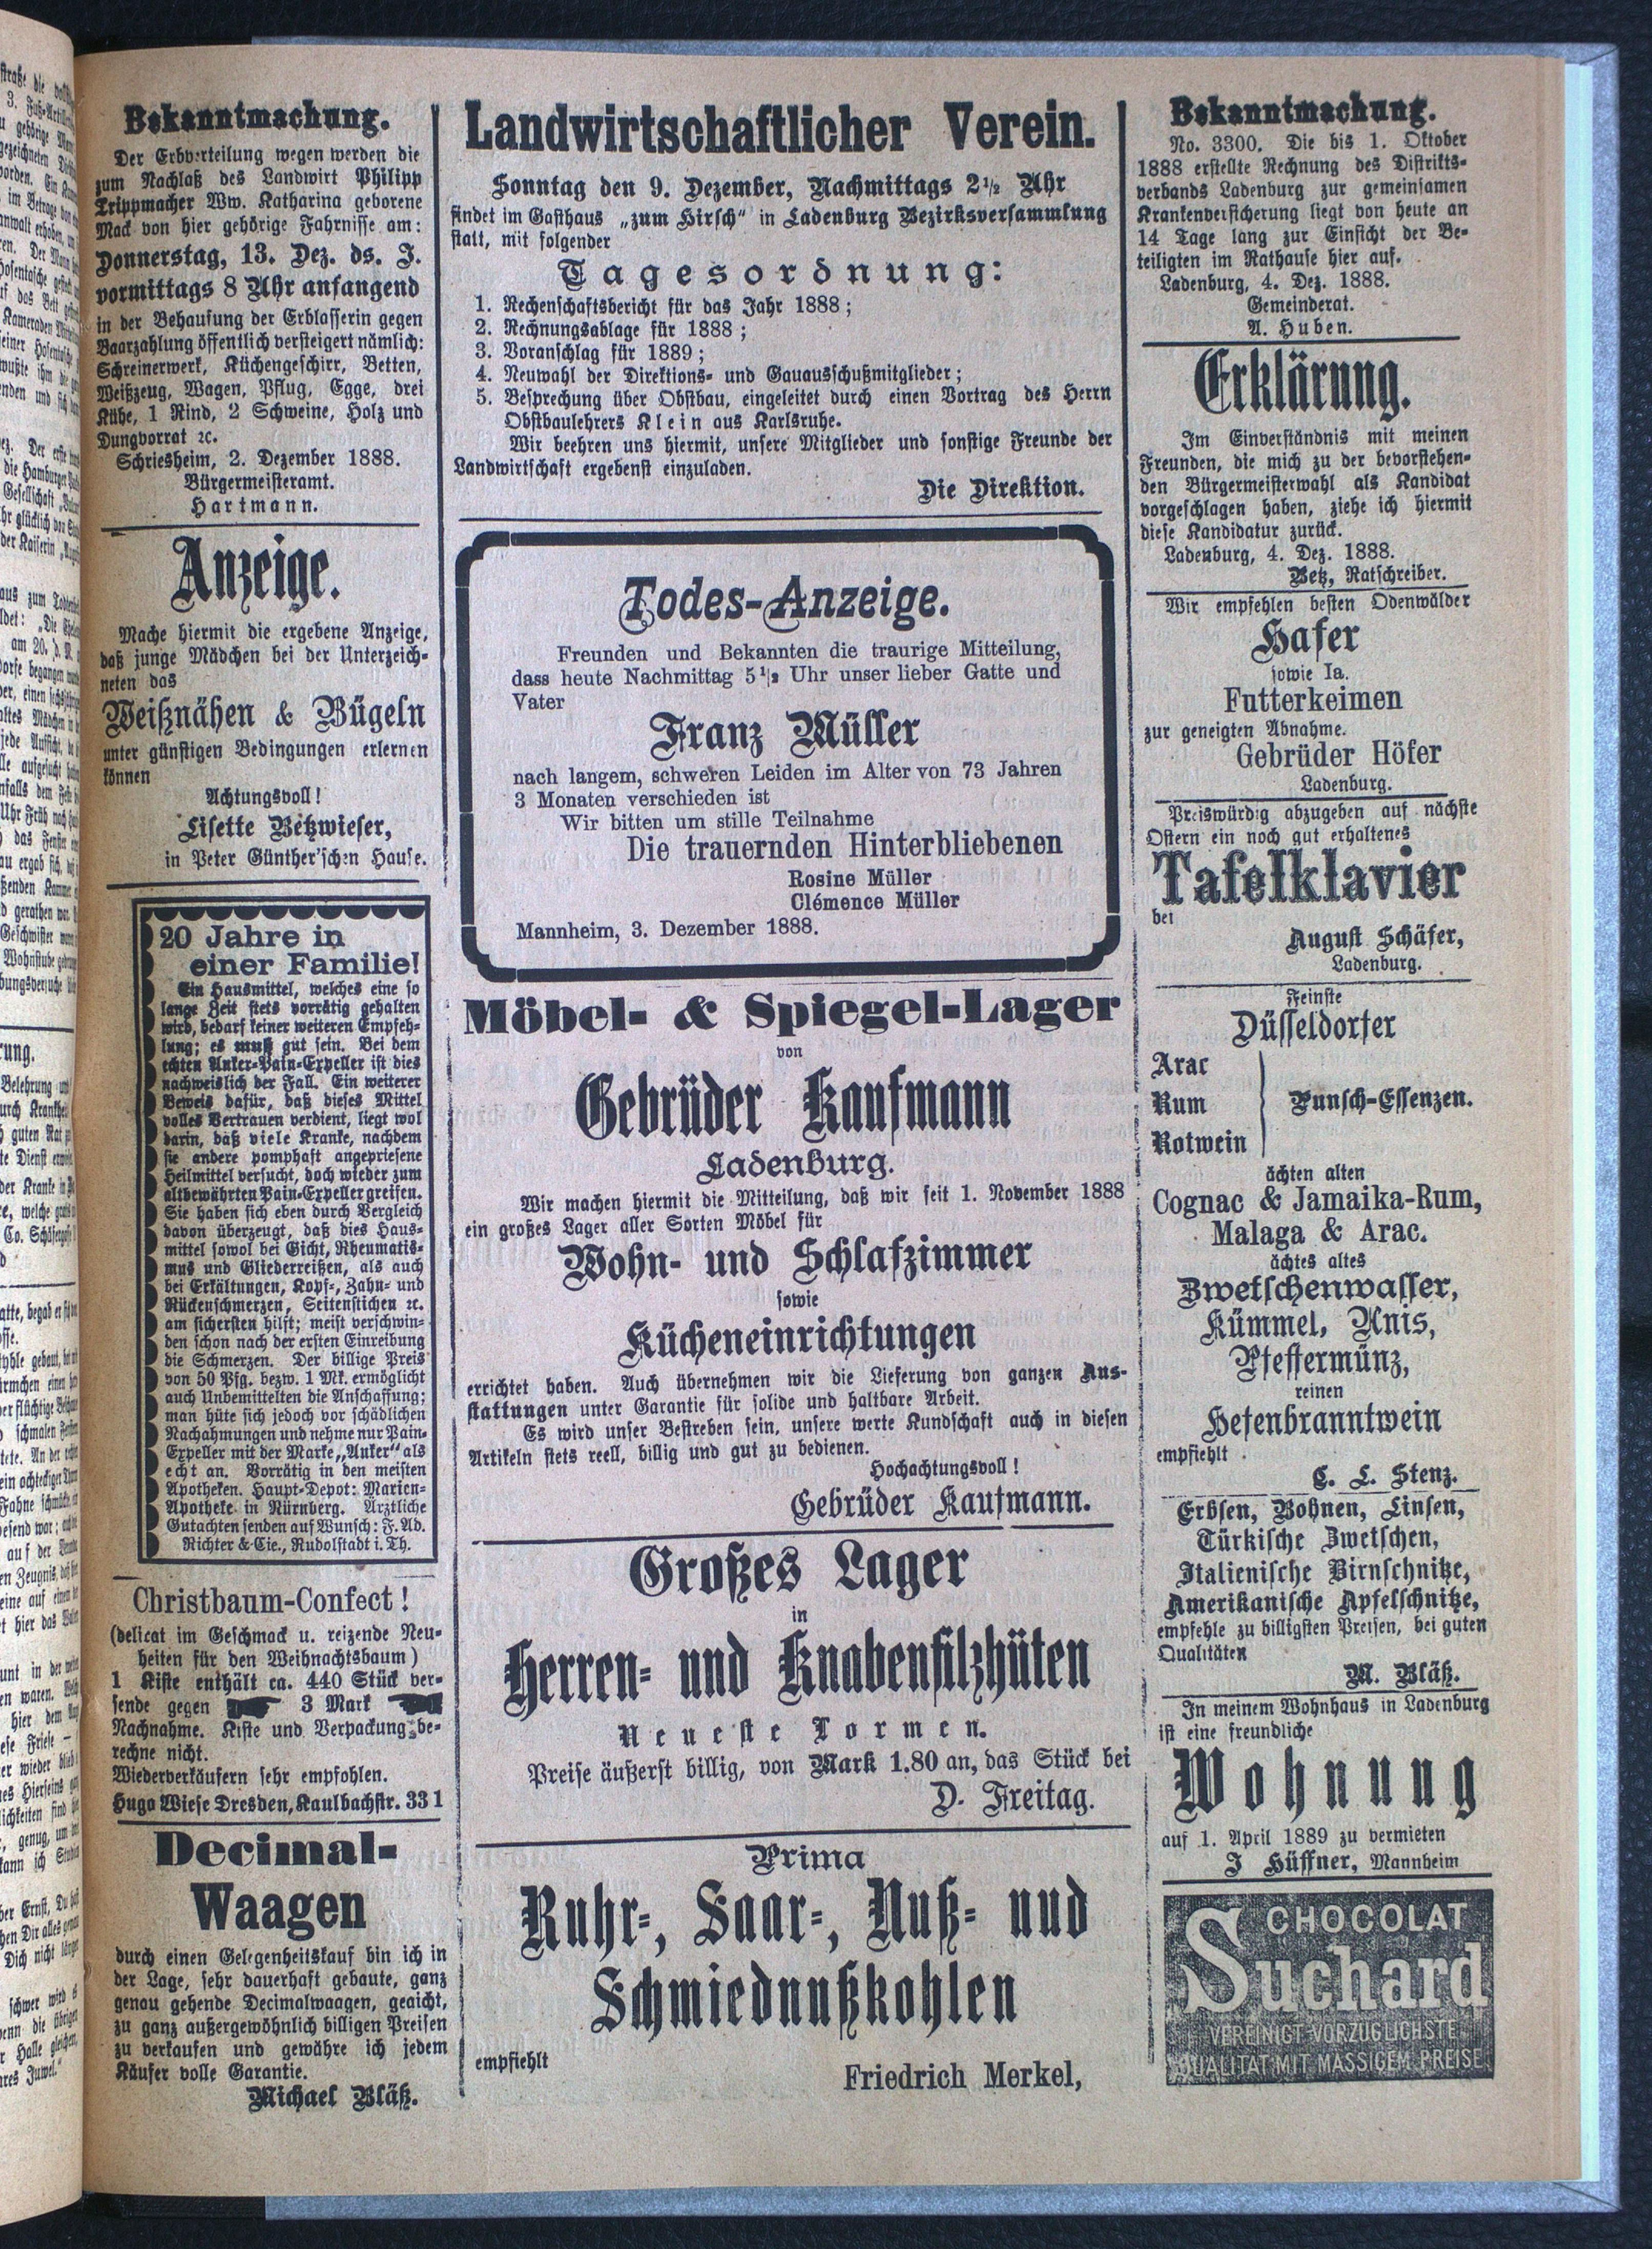 Bekanntmachung.
Der Erbverteilung wegen werden die
zum Nachlaß des Landwirt Philipp
Trippmacher Ww. Katharina geborene
Mack von hier gehörige Fahrnisse am:
Donnerstag, 13. Dez. ds. J.
vormittags 8 Uhr anfangend
in der Behausung der Erblasserin gegen
Baarzahlung öffentlich versteigert nämlich:
Schreinerwerk, Küchengeschirr, Betten,
Weißzeug, Wagen, Pflug, Egge, drei
Kühe, 1 Rind, 2 Schweine, Holz und
Dungvorrat ꝛc.
Schriesheim, 2. Dezember 1888.
Bürgermeisteramt.
Hartmann.
Anzeige.
Mache hiermit die ergebene Anzeige,
daß junge Mädchen bei der Unterzeich-
neten das
Weißnähen & Bügeln
unter günstigen Bedingungen erlernen
können
Achtungsvoll!
Lisette Betzwieser,
in Peter Günther'schen Hause.
20 Jahre in
einer Familie!
Ein Hausmittel, welches eine so
lange Zeit stets vorrätig gehalten
wird, bedarf keiner weiteren Empfeh-
lung; es muß gut sein. Bei dem
echten Anker-Pain-Expeller ist dies
nachweislich der Fall. Ein weiterer
Beweis dafür, daß dieses Mittel
volles Vertrauen verdient, liegt wol
darin, daß viele Kranke, nachdem
sie andere pomphaft angepriesene
Heilmittel versucht, doch wieder zum
altbewährten Pain-Expeller greifen.
Sie haben sich eben durch Vergleich
davon überzeugt, daß dies Haus-
mittel sowol bei Gicht, Rheumatis-
mus und Gliederreißen, als auch
bei Erkältungen, Kopf-, Zahn- und
Rückenschmerzen, Seitenstichen ꝛc.
am sichersten hilft; meist verschwin-
den schon nach der ersten Einreibung
die Schmerzen. Der billige Preis
von 50 Pfg. bezw. 1 Mk. ermöglicht
auch Unbemittelten die Anschaffung;
man hüte sich jedoch vor schädlichen
Nachahmungen und nehme nur Pain-
Expeller mit der Marke „Anker“ als
echt an. Vorrätig in den meisten
Apotheken. Haupt-Depot: Marien-
Apotheke in Nürnberg. Ärztliche
Gutachten senden auf Wunsch: F. Ad.
Richter & Cie., Rudolstadt i. Th.
Christbaum-Confect!
(delicat im Geschmack u. reizende Neu-
heiten für den Weihnachtsbaum)
1 Kiste enthält ca. 440 Stück ver-
sende gegen 3 Mark
Nachnahme. Kiste und Verpackung be-
rechne nicht.
Wiederverkäufern sehr empfohlen.
Hugo Wiese Dresden, Kaulbachstr. 33 1
Decimal-
Waagen
durch einen Gelegenheitskauf bin ich in
der Lage, sehr dauerhaft gebaute, ganz
genau gehende Decimalwaagen, geaicht,
zu ganz außergewöhnlich billigen Preisen
zu verkaufen und gewähre ich jedem
Käufer volle Garantie.
Michael Bläß.
Landwirtschaftlicher Verein.
Sonntag den 9. Dezember, Nachmittags 2½ Uhr
findet im Gasthaus „zum Hirsch“ in Ladenburg Bezirksversammlung
statt, mit folgender
Tagesordnung:
1. Rechenschaftsbericht für das Jahr 1888;
2. Rechnungsablage für 1888;
3. Voranschlag für 1889;
4. Neuwahl der Direktions- und Gauausschußmitglieder;
5. Besprechung über Obstbau, eingeleitet durch einen Vortrag des Herrn
Obstbaulehrers Klein aus Karlsruhe.
Wir beehren uns hiermit, unsere Mitglieder und sonstige Freunde der
Landwirtschaft ergebenst einzuladen.
Die Direktion.
Todes-Anzeige.
Freunden und Bekannten die traurige Mitteilung,
dass heute Nachmittag 5½ Uhr unser lieber Gatte und
Vater
Franz Müller
nach langem, schweren Leiden im Alter von 73 Jahren
3 Monaten verschieden ist
Wir bitten um stille Teilnahme
Die trauernden Hinterbliebenen
Rosine Müller
Clémence Müller
Mannheim, 3. Dezember 1888.
Möbel- & Spiegel-Lager
von
Gebrüder Kaufmann
Ladenburg.
Wir machen hiermit die Mitteilung, daß wir seit 1. November 1888
ein großes Lager aller Sorten Möbel für
Wohn- und Schlafzimmer
sowie
Kücheneinrichtungen
errichtet haben. Auch übernehmen wir die Lieferung von ganzen Aus-
stattungen unter Garantie für solide und haltbare Arbeit.
Es wird unser Bestreben sein, unsere werte Kundschaft auch in diesen
Artikeln stets reell, billig und gut zu bedienen.
Hochachtungsvoll!
Gebrüder Kaufmann.
Großes Lager
in
Herren- und Knabenfilzhüten
Neueste Formen.
Preise äußerst billig, von Mark 1.80 an, das Stück bei
D. Freitag.
Prima
Ruhr-, Saar-, Nuß- und
Schmiednußkohlen
empfiehlt
Friedrich Merkel,
Bekanntmachung.
No. 3300. Die bis 1. Oktober
1888 erstellte Rechnung des Distrikts-
verbands Ladenburg zur gemeinsamen
Krankenversicherung liegt von heute an
14 Tage lang zur Einsicht der Be-
teiligten im Rathause hier auf.
Ladenburg, 4. Dez. 1888.
Gemeinderat.
A. Huben.
Erklärung.
Im Einverständnis mit meinen
Freunden, die mich zu der bevorstehen-
den Bürgermeisterwahl als Kandidat
vorgeschlagen haben, ziehe ich hiermit
diese Kandidatur zurück.
Ladenburg, 4. Dez. 1888.
Betz, Ratschreiber.
Wir empfehlen besten Odenwälder
Hafer
sowie Ia.
Futterkeimen
zur geneigten Abnahme.
Gebrüder Höfer
Ladenburg.
Preiswürdig abzugeben auf nächste
Ostern ein noch gut erhaltenes
Tafelklavier
bei
August Schäfer,
Ladenburg.
Feinste
Düsseldorfer
Arac
Rum Punsch-Essenzen.
Rotwein
ächten alten
Cognac & Jamaika-Rum,
Malaga & Arac.
ächtes altes
Zwetschenwasser,
Kümmel, Anis,
Pfeffermünz,
reinen
Hefenbranntwein
empfiehlt
C. L. Stenz.
Erbsen, Bohnen, Linsen,
Türkische Zwetschen,
Italienische Birnschnitze,
Amerikanische Apfelschnitze,
empfehle zu billigsten Preisen, bei guten
Qualitäten
M. Bläß.
In meinem Wohnhaus in Ladenburg
ist eine freundliche
Wohnung
auf 1. April 1889 zu vermieten
J Hüffner, Mannheim
CHOCOLAT
Suchard
VEREINIGT VORZÜGLICHSTE
QUALITÄT MIT MÄSSIGEM PREISE.